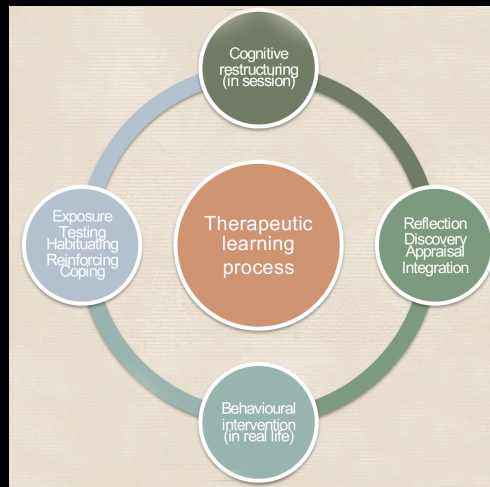 Cognitive
restructuring
(in session)
Therapeutic
learning
process
Exposure
Testing
Habituating
Reinforcing
Coping
Reflection
Discovery
Appraisal
Integration
Behavioural
intervention
(in real life)